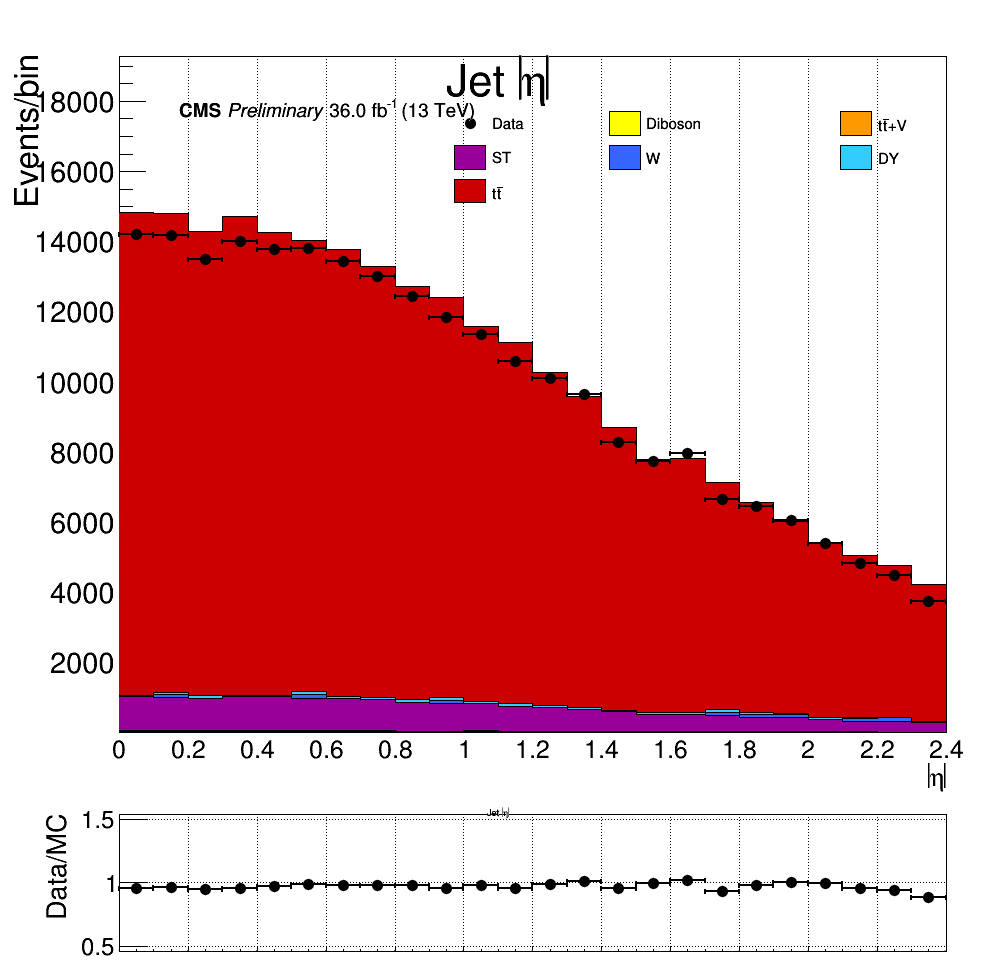 Jet |η|
Events/bin
CMS Preliminary 36.0 fb⁻¹ (13 TeV)
Data
Diboson
tt̄+V
ST
W
DY
tt̄
18000
16000
14000
12000
10000
8000
6000
4000
2000
0 0.2 0.4 0.6 0.8 1 1.2 1.4 1.6 1.8 2 2.2 2.4
|η|
Jet |η|
Data/MC
1.5
1
0.5